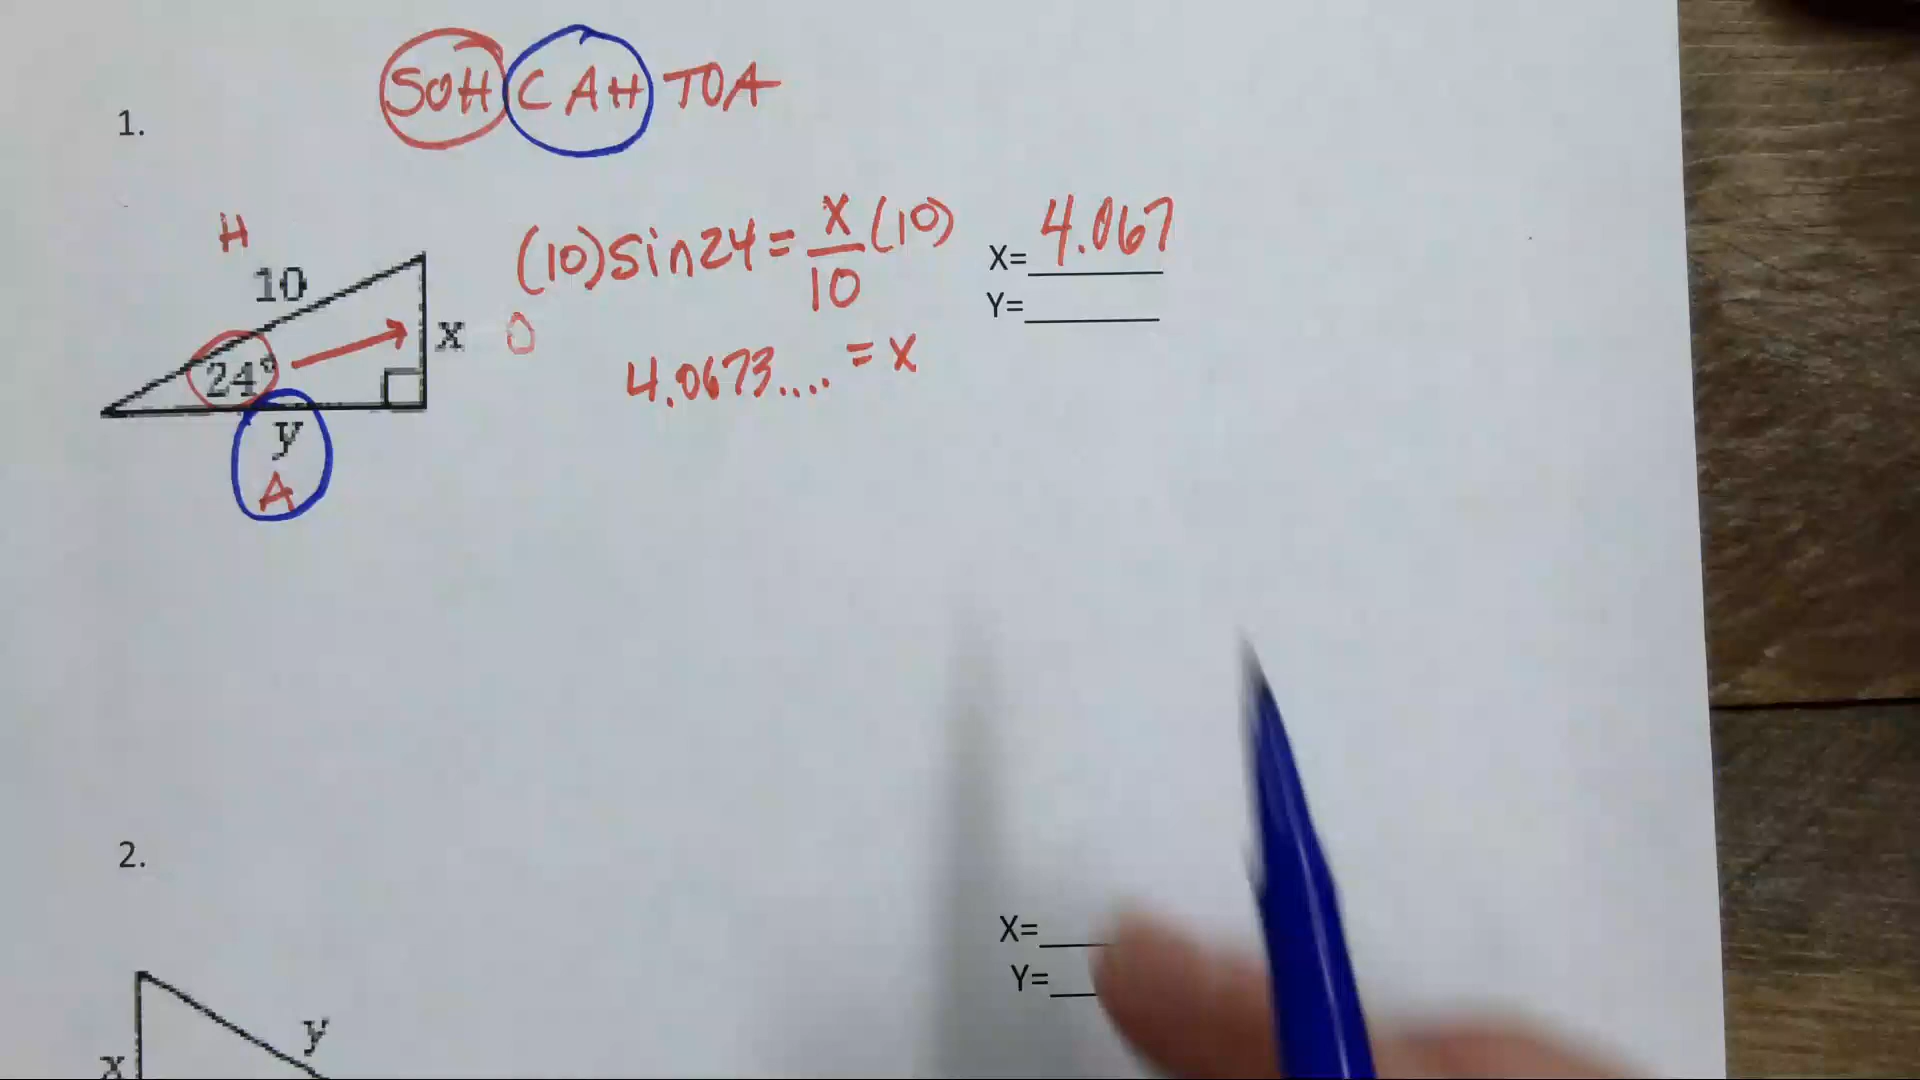 SOH CAH TOA
1.
H
10
24°
x
O
y
A
(10)sin24=x/10(10)
4.0673....=x
X=4.067
Y=
2.
x
y
X=
Y=